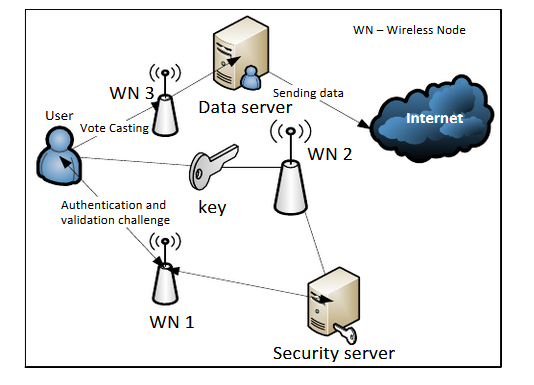 WN – Wireless Node
WN 3
Data server
Sending data
Internet
User
Vote Casting
WN 2
key
Authentication and
validation challenge
WN 1
Security server